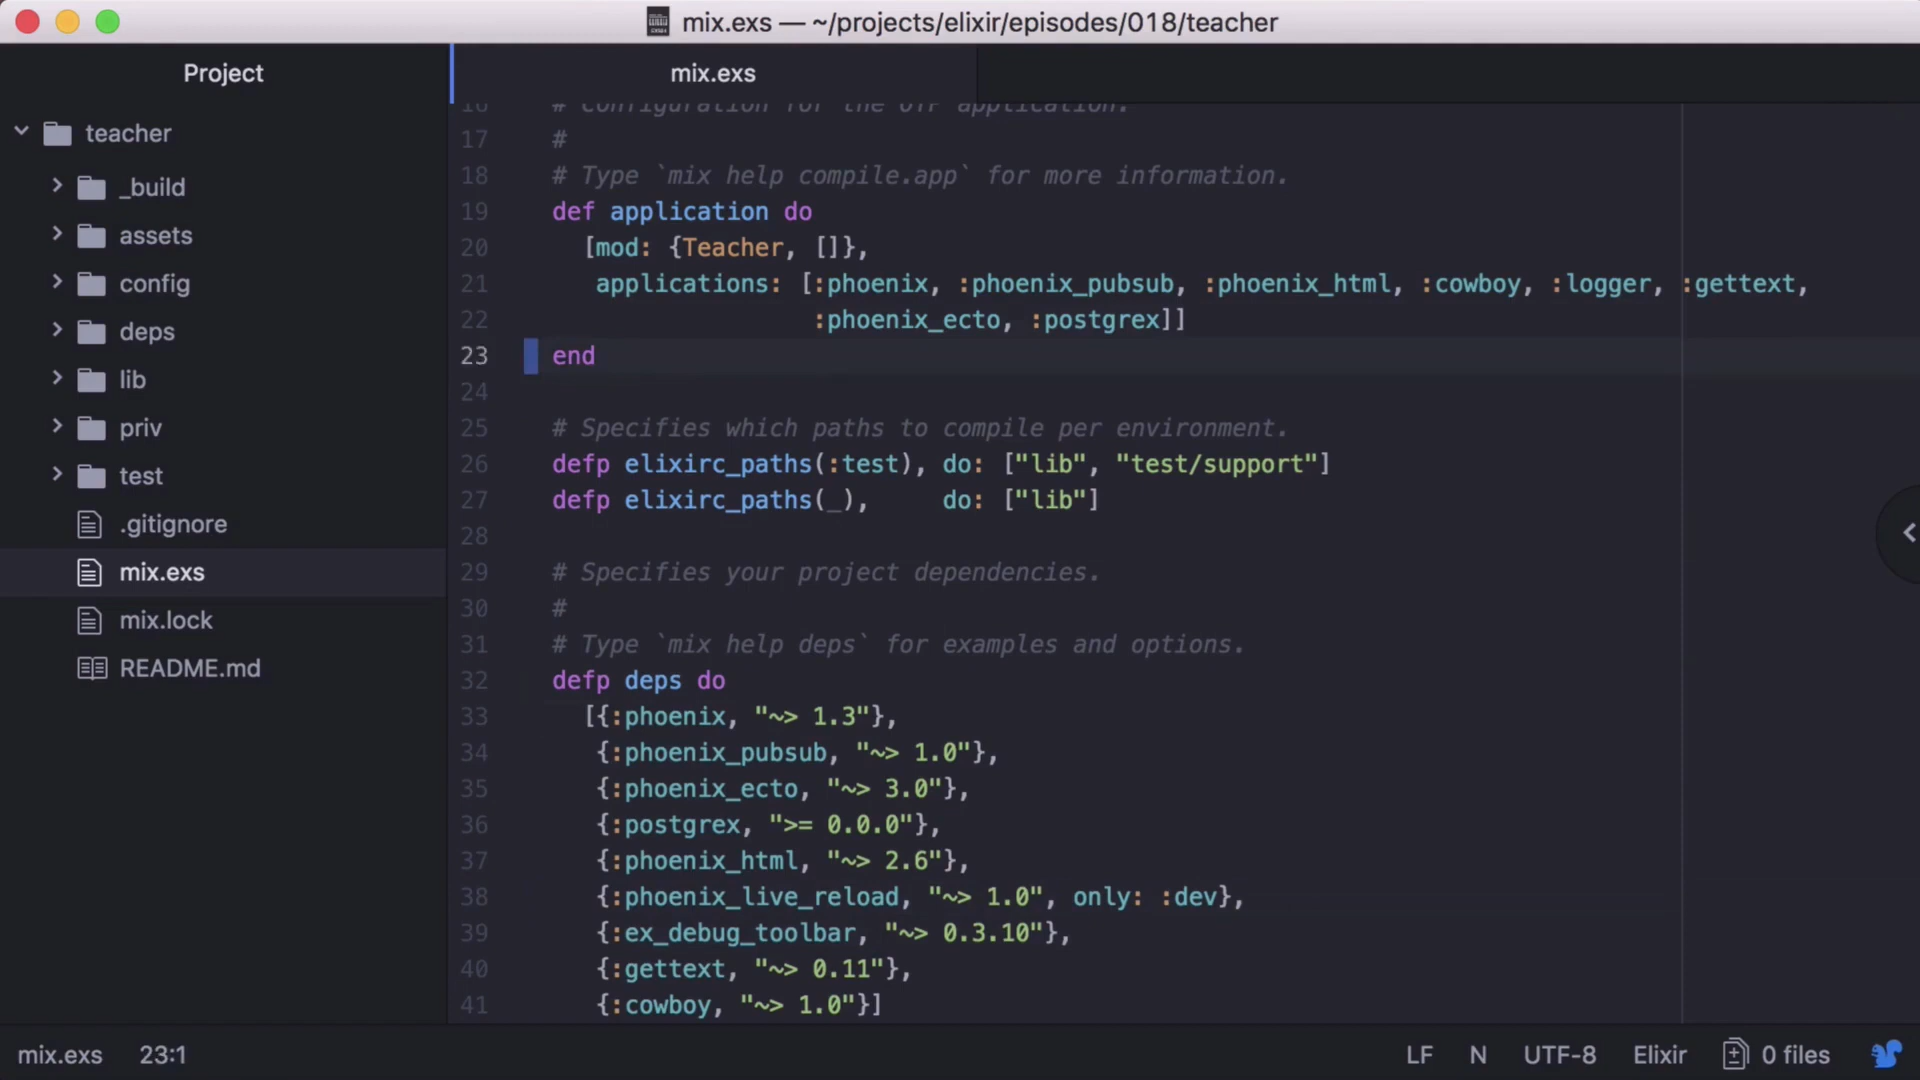 mix.exs — ~/projects/elixir/episodes/018/teacher
Project
teacher
_build
assets
config
deps
lib
priv
test
.gitignore
mix.exs
mix.lock
README.md
mix.exs
16 # Configuration for the OTP application.
17 #
18 # Type `mix help compile.app` for more information.
19 def application do
20 [mod: {Teacher, []},
21 applications: [:phoenix, :phoenix_pubsub, :phoenix_html, :cowboy, :logger, :gettext,
22 :phoenix_ecto, :postgrex]]
23 end
24
25 # Specifies which paths to compile per environment.
26 defp elixirc_paths(:test), do: ["lib", "test/support"]
27 defp elixirc_paths(_), do: ["lib"]
28
29 # Specifies your project dependencies.
30 #
31 # Type `mix help deps` for examples and options.
32 defp deps do
33 [{:phoenix, "~> 1.3"},
34 {:phoenix_pubsub, "~> 1.0"},
35 {:phoenix_ecto, "~> 3.0"},
36 {:postgrex, ">= 0.0.0"},
37 {:phoenix_html, "~> 2.6"},
38 {:phoenix_live_reload, "~> 1.0", only: :dev},
39 {:ex_debug_toolbar, "~> 0.3.10"},
40 {:gettext, "~> 0.11"},
41 {:cowboy, "~> 1.0"}]
mix.exs 23:1 LF N UTF-8 Elixir 0 files